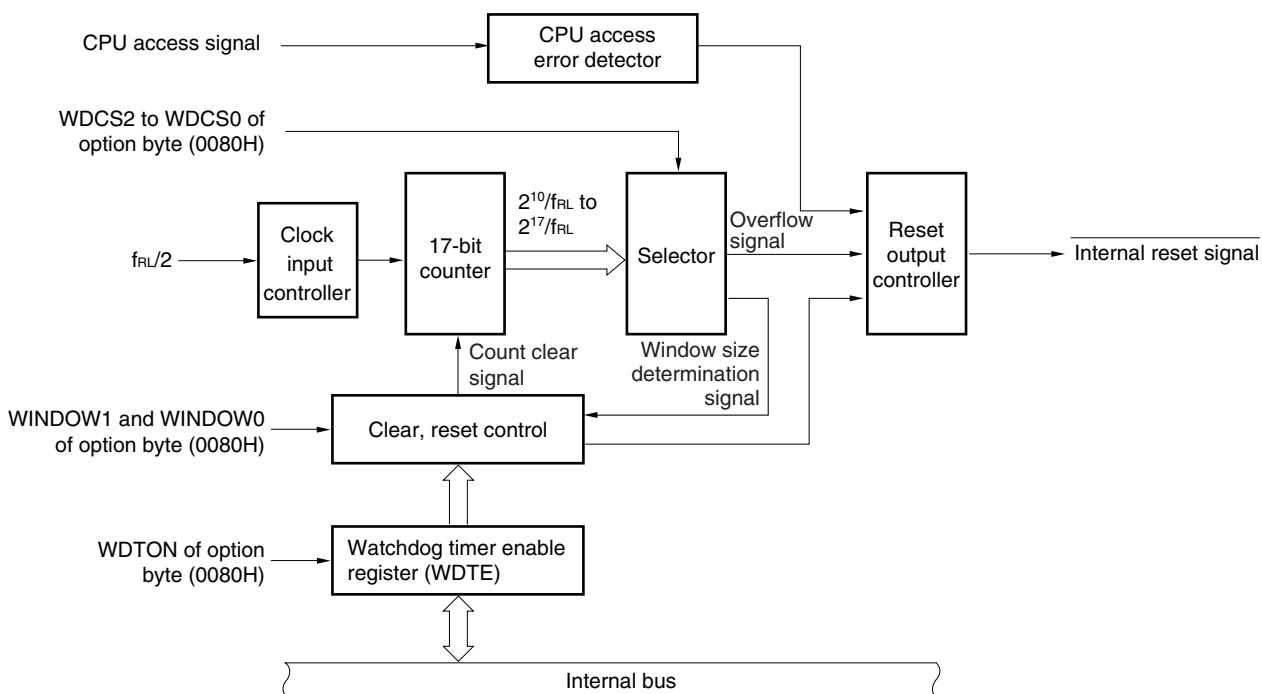 CPU access signal
CPU access
error detector
WDCS2 to WDCS0 of
option byte (0080H)
fRL/2
Clock
input
controller
17-bit
counter
2¹⁰/fRL to
2¹⁷/fRL
Selector
Overflow
signal
Reset
output
controller
Internal reset signal
Count clear
signal
Window size
determination
signal
WINDOW1 and WINDOW0
of option byte (0080H)
Clear, reset control
WDTON of option
byte (0080H)
Watchdog timer enable
register (WDTE)
Internal bus